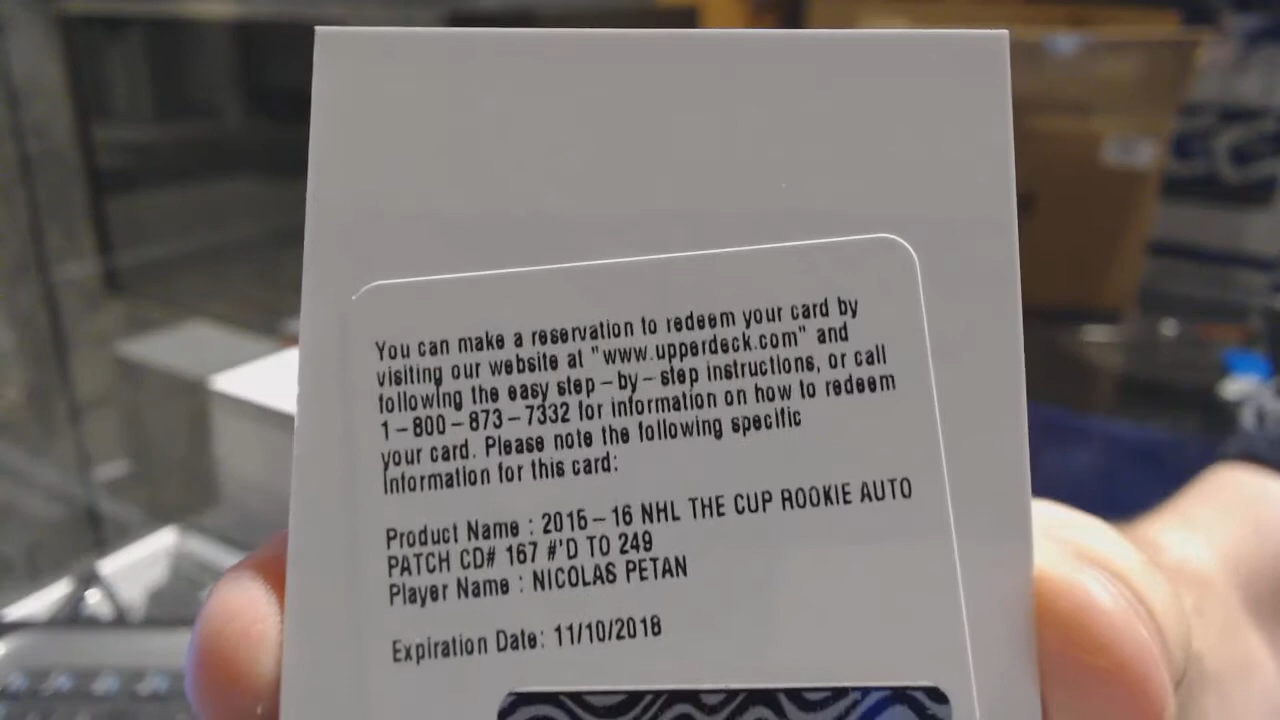 You can make a reservation to redeem your card by
visiting our website at "www.upperdeck.com" and
following the easy step-by-step instructions, or call
1-800-873-7332 for information on how to redeem
your card. Please note the following specific
information for this card:
Product Name : 2015-16 NHL THE CUP ROOKIE AUTO
PATCH CD# 167 #'D TO 249
Player Name : NICOLAS PETAN
Expiration Date: 11/10/2018